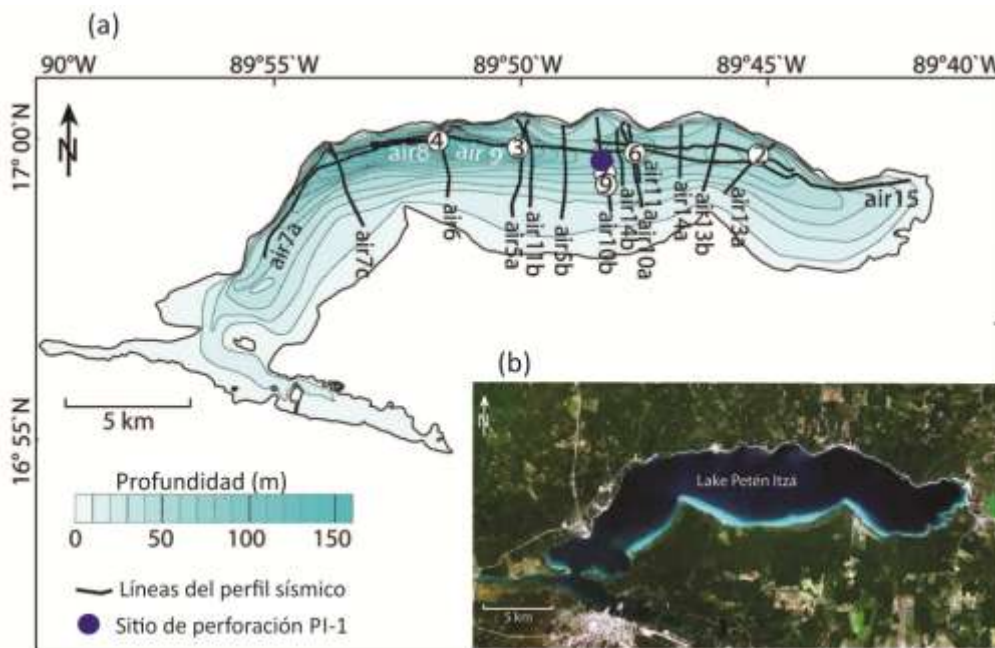 (a)
90°W 89°55`W 89°50`W 89°45`W 89°40`W
17°00`N
16°55`N
N
4
3
6
2
9
air8
air 9
air7a
air7c
air6
air5a
air11b
air5b
air10b
air14b
air11a
air10a
air14a
air13b
air13a
air15
5 km
Profundidad (m)
0 50 100 150
Líneas del perfil sísmico
Sitio de perforación PI-1
(b)
Lake Petén Itzá
5 km